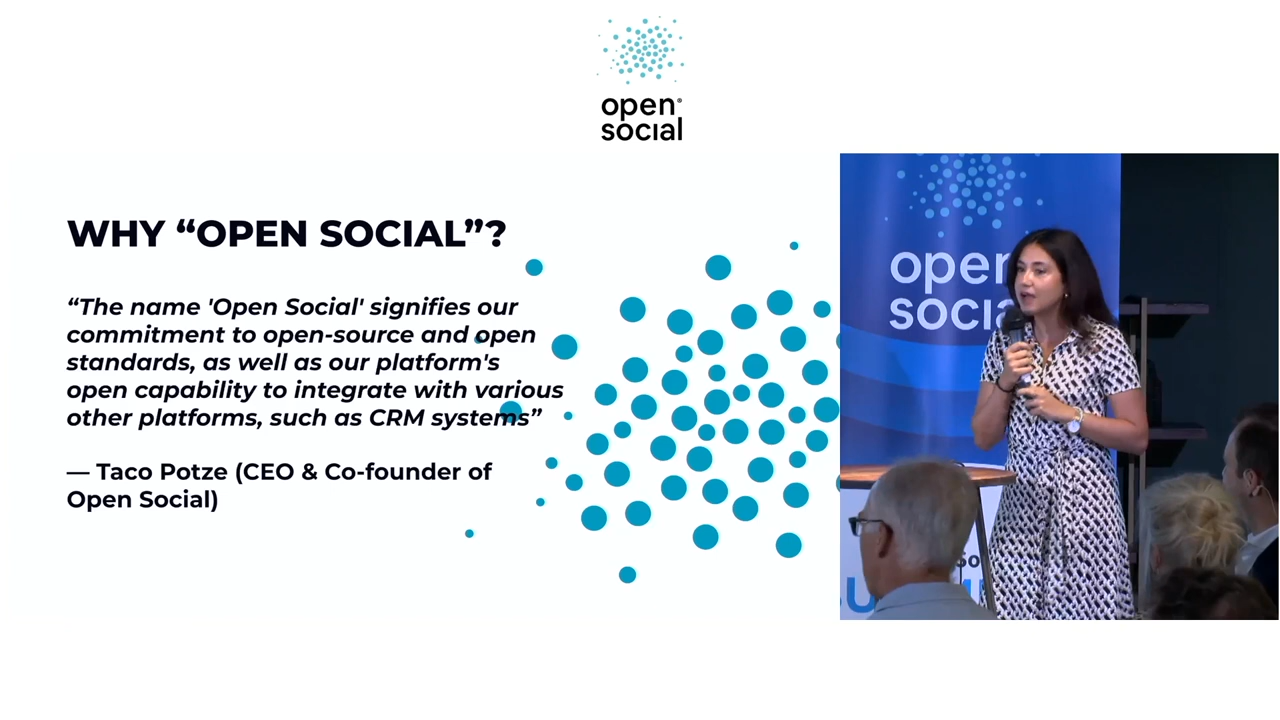 open®
social
WHY “OPEN SOCIAL”?
“The name 'Open Social' signifies our
commitment to open-source and open
standards, as well as our platform's
open capability to integrate with various
other platforms, such as CRM systems”
— Taco Potze (CEO & Co-founder of
Open Social)